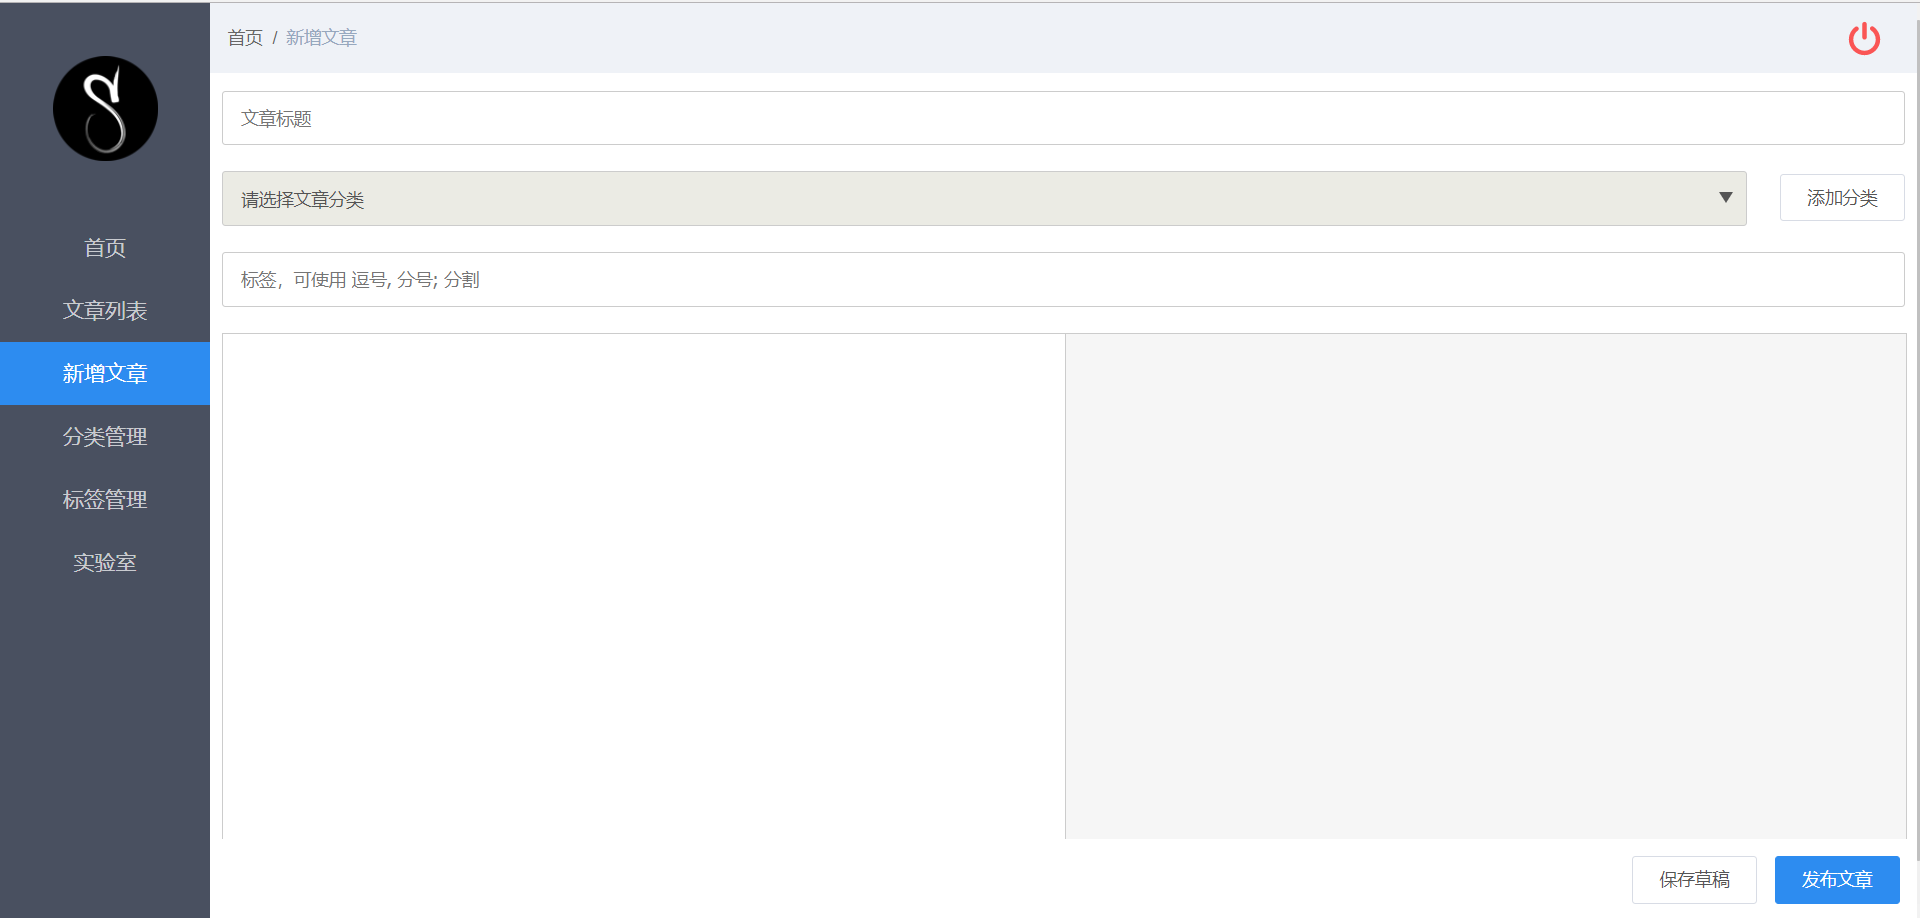 首页 / 新增文章
首页
文章列表
新增文章
分类管理
标签管理
实验室
文章标题
请选择文章分类
添加分类
标签，可使用 逗号, 分号; 分割
保存草稿
发布文章